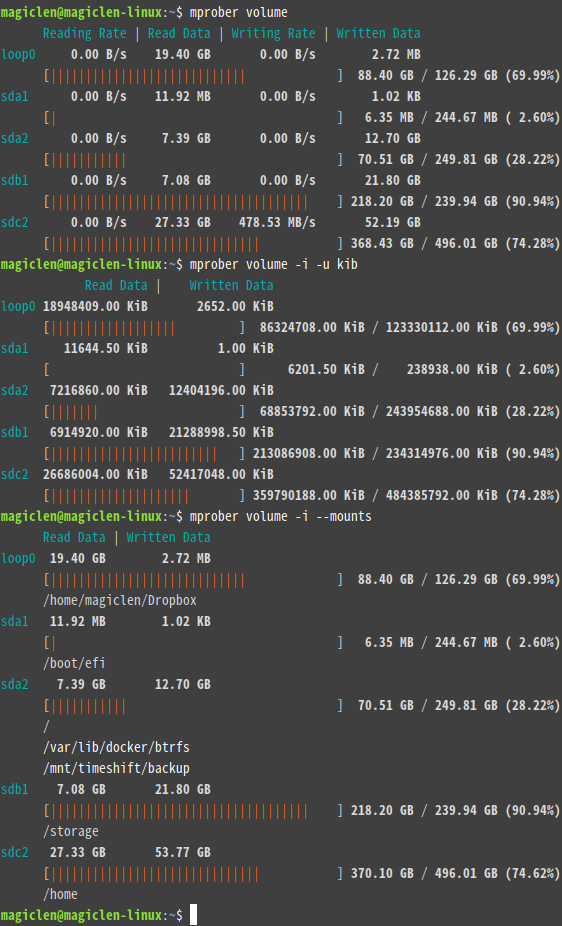 magiclen@magiclen-linux:~$ mprober volume
Reading Rate | Read Data | Writing Rate | Written Data
loop0 0.00 B/s 19.40 GB 0.00 B/s 2.72 MB
[||||||||||||||||||||||||||||  ] 88.40 GB / 126.29 GB (69.99%)
sda1 0.00 B/s 11.92 MB 0.00 B/s 1.02 KB
[|  ] 6.35 MB / 244.67 MB ( 2.60%)
sda2 0.00 B/s 7.39 GB 0.00 B/s 12.70 GB
[|||||||||||  ] 70.51 GB / 249.81 GB (28.22%)
sdb1 0.00 B/s 7.08 GB 0.00 B/s 21.80 GB
[|||||||||||||||||||||||||||||||||||||  ] 218.20 GB / 239.94 GB (90.94%)
sdc2 0.00 B/s 27.33 GB 478.53 MB/s 52.19 GB
[||||||||||||||||||||||||||||||  ] 368.43 GB / 496.01 GB (74.28%)
magiclen@magiclen-linux:~$ mprober volume -i -u kib
Read Data | Written Data
loop0 18948409.00 KiB 2652.00 KiB
[||||||||||||||||||  ] 86324708.00 KiB / 123330112.00 KiB (69.99%)
sda1 11644.50 KiB 1.00 KiB
[  ] 6201.50 KiB / 238938.00 KiB ( 2.60%)
sda2 7216860.00 KiB 12404196.00 KiB
[|||||||  ] 68853792.00 KiB / 243954688.00 KiB (28.22%)
sdb1 6914920.00 KiB 21288998.50 KiB
[||||||||||||||||||||||||  ] 213086908.00 KiB / 234314976.00 KiB (90.94%)
sdc2 26686004.00 KiB 52417048.00 KiB
[||||||||||||||||||||  ] 359790188.00 KiB / 484385792.00 KiB (74.28%)
magiclen@magiclen-linux:~$ mprober volume -i --mounts
Read Data | Written Data
loop0 19.40 GB 2.72 MB
[||||||||||||||||||||||||||||  ] 88.40 GB / 126.29 GB (69.99%)
/home/magiclen/Dropbox
sda1 11.92 MB 1.02 KB
[|  ] 6.35 MB / 244.67 MB ( 2.60%)
/boot/efi
sda2 7.39 GB 12.70 GB
[|||||||||||  ] 70.51 GB / 249.81 GB (28.22%)
/
/var/lib/docker/btrfs
/mnt/timeshift/backup
sdb1 7.08 GB 21.80 GB
[|||||||||||||||||||||||||||||||||||||  ] 218.20 GB / 239.94 GB (90.94%)
/storage
sdc2 27.33 GB 53.77 GB
[||||||||||||||||||||||||||||||  ] 370.10 GB / 496.01 GB (74.62%)
/home
magiclen@magiclen-linux:~$